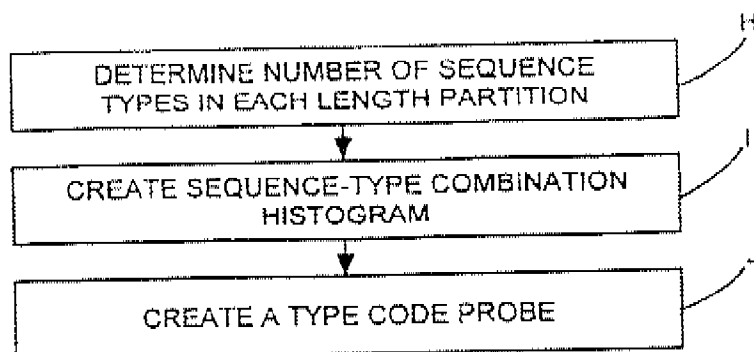 H
DETERMINE NUMBER OF SEQUENCE
TYPES IN EACH LENGTH PARTITION
I
CREATE SEQUENCE-TYPE COMBINATION
HISTOGRAM
CREATE A TYPE CODE PROBE